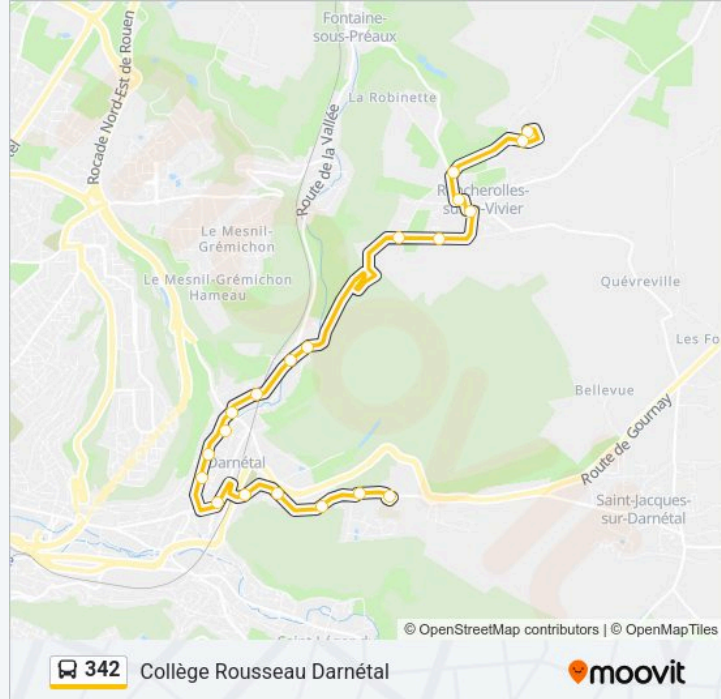 Fontaine-
sous-Préaux
La Robinette
Rocade Nord-Est de Rouen
Route de la Vallée
Le Mesnil-
Grémichon
Le Mesnil-Grémichon
Hameau
Quévreville
Les Fo
Bellevue
Route de Gournay
Darnétal
Saint-Jacques-
sur-Darnétal
© OpenStreetMap contributors | © OpenMapTiles
342 Collège Rousseau Darnétal
moovit